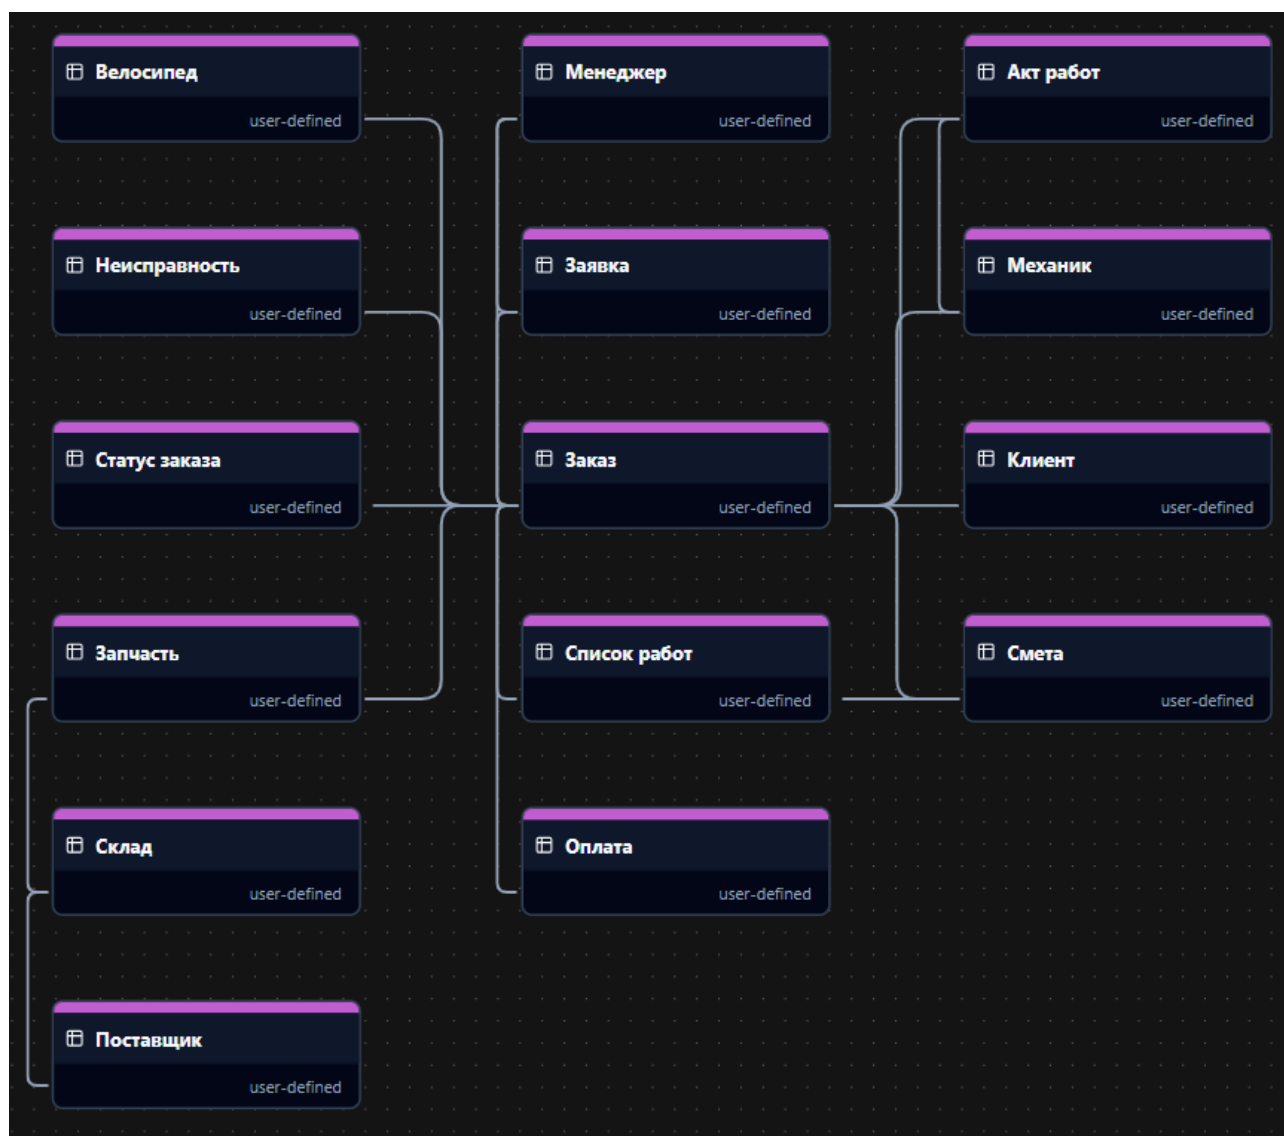 Велосипед
user-defined
Неисправность
user-defined
Статус заказа
user-defined
Запчасть
user-defined
Склад
user-defined
Поставщик
user-defined
Менеджер
user-defined
Заявка
user-defined
Заказ
user-defined
Список работ
user-defined
Оплата
user-defined
Акт работ
user-defined
Механик
user-defined
Клиент
user-defined
Смета
user-defined